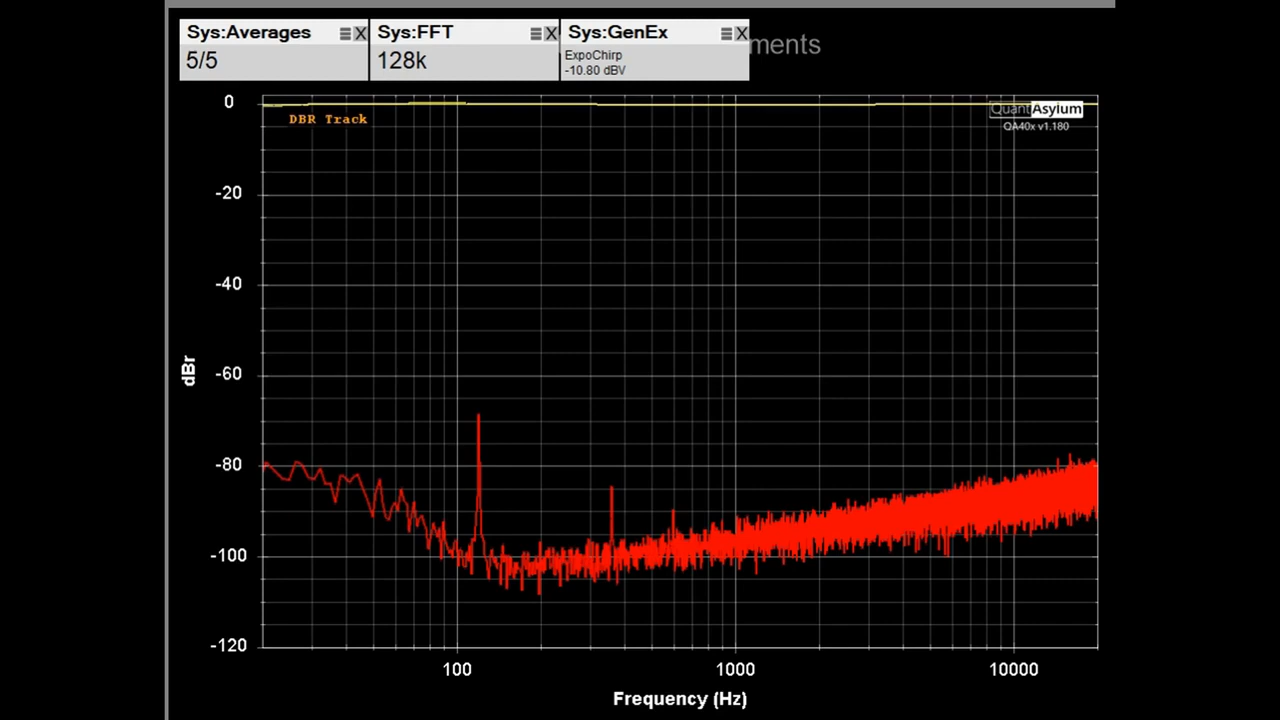 Sys:Averages
5/5
Sys:FFT
128k
Sys:GenEx
ExpoChirp
-10.80 dBV
ments
DBR Track
QuantAsylum
QA40x v1.180
0
-20
-40
-60
-80
-100
-120
dBr
100 1000 10000
Frequency (Hz)